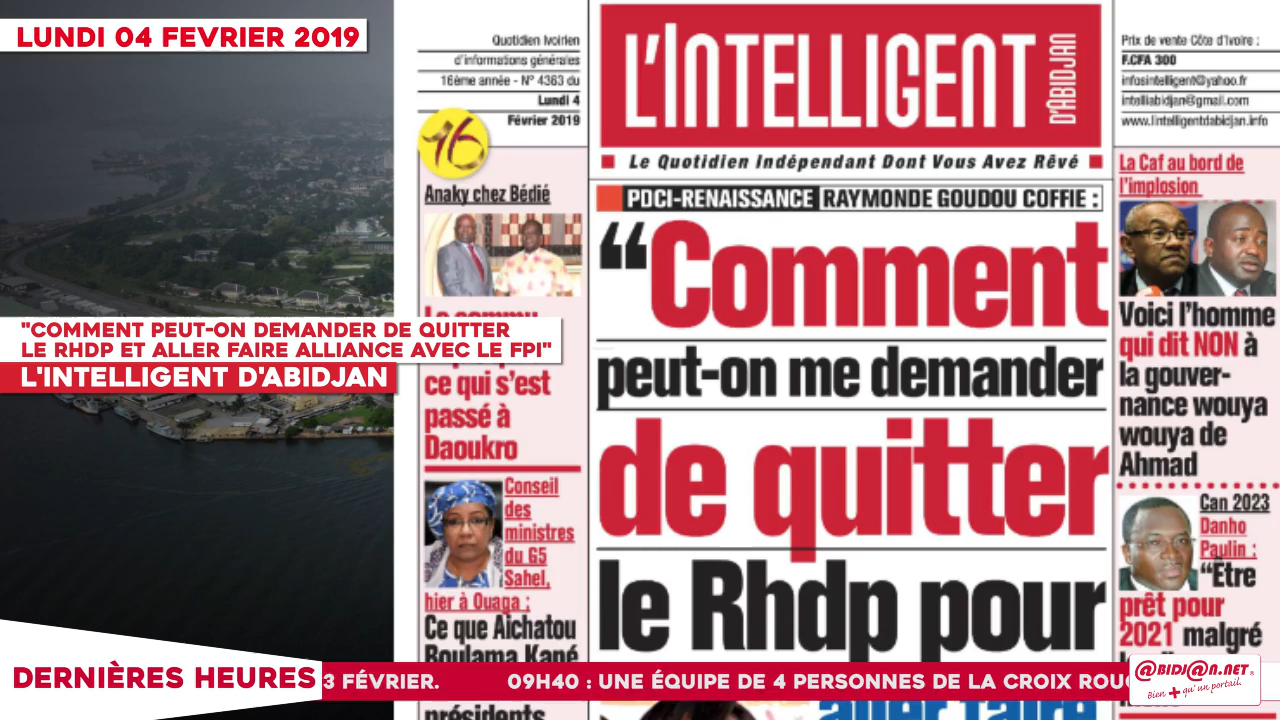 LUNDI 04 FEVRIER 2019
"COMMENT PEUT-ON DEMANDER DE QUITTER
LE RHDP ET ALLER FAIRE ALLIANCE AVEC LE FPI"
L'INTELLIGENT D'ABIDJAN
Quotidien Ivoirien
d'informations générales
16ème année - N° 4363 du
Lundi 4
Février 2019
16
Anaky chez Bédié
ce qui s'est
passé à
Daoukro
Conseil
des
ministres
du G5
Sahel,
hier à Ouaga :
Ce que Aïchatou
Boulama Kané
présidents
L'INTELLIGENT
D'ABIDJAN
Le Quotidien Indépendant Dont Vous Avez Rêvé
PDCI-RENAISSANCE RAYMONDE GOUDOU COFFIE :
“Comment
peut-on me demander
de quitter
le Rhdp pour
aller faire
Prix de vente Côte d'Ivoire :
F.CFA 300
infosintelligent@yahoo.fr
intelliabidjan@gmail.com
www.lintelligentdabidjan.info
La Caf au bord de
l'implosion
Voici l'homme
qui dit NON à
la gouver-
nance wouya
wouya de
Ahmad
Can 2023
Danho
Paulin :
“Etre
prêt pour
2021 malgré
DERNIÈRES HEURES
3 FÉVRIER. 09H40 : UNE ÉQUIPE DE 4 PERSONNES DE LA CROIX
@BIDJ@N.NET
Bien + qu'un portail.